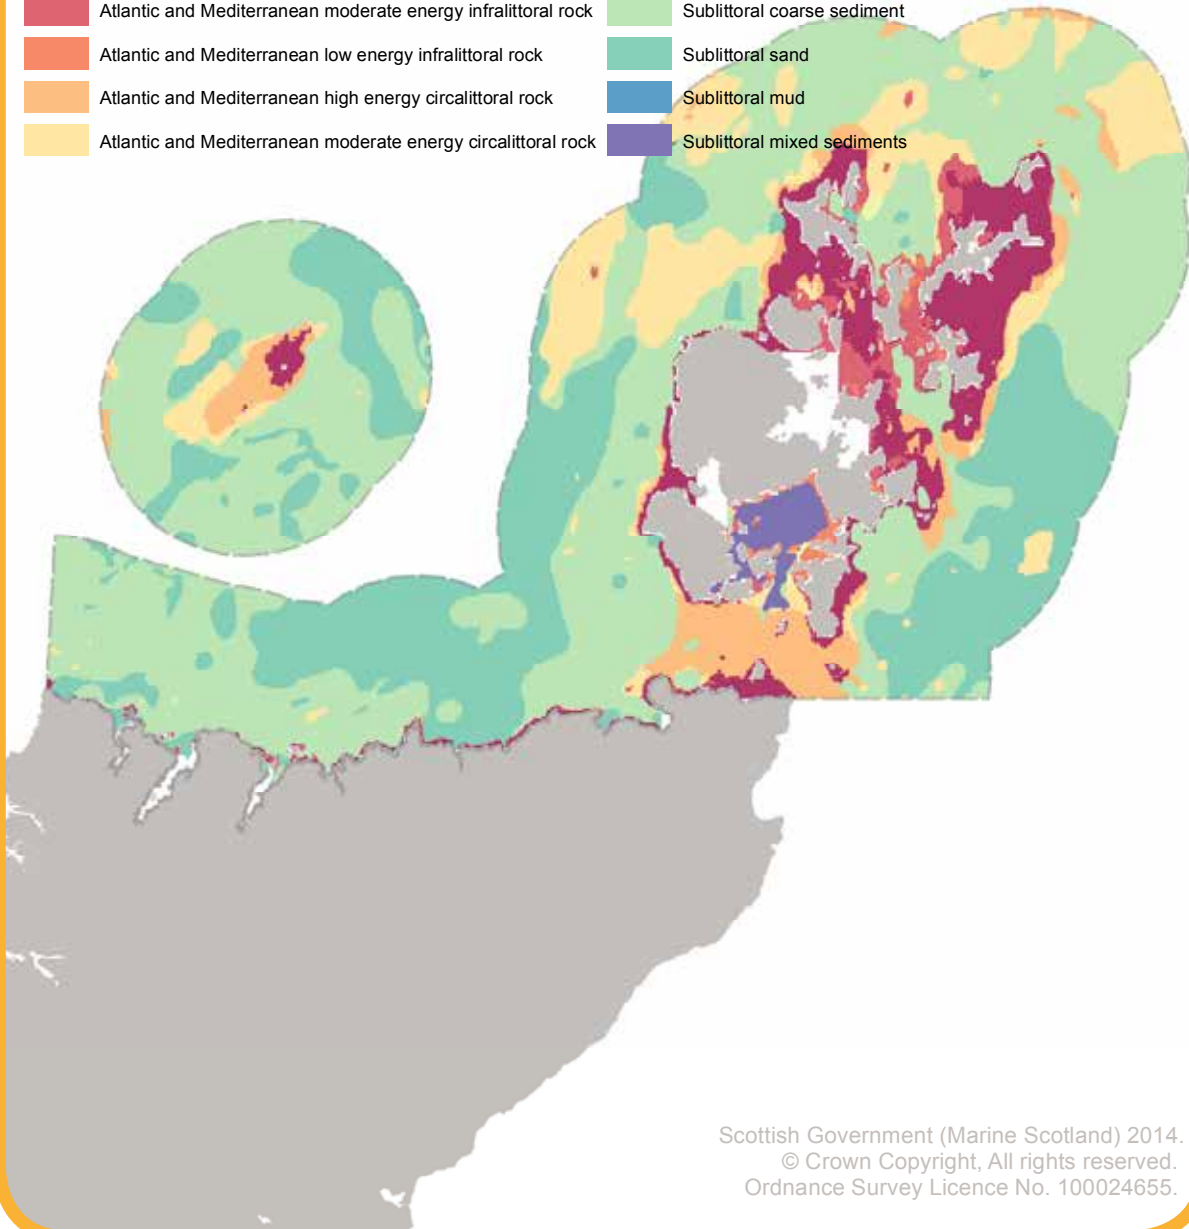 Atlantic and Mediterranean moderate energy infralittoral rock
Atlantic and Mediterranean low energy infralittoral rock
Atlantic and Mediterranean high energy circalittoral rock
Atlantic and Mediterranean moderate energy circalittoral rock
Sublittoral coarse sediment
Sublittoral sand
Sublittoral mud
Sublittoral mixed sediments
Scottish Government (Marine Scotland) 2014.
© Crown Copyright, All rights reserved.
Ordnance Survey Licence No. 100024655.